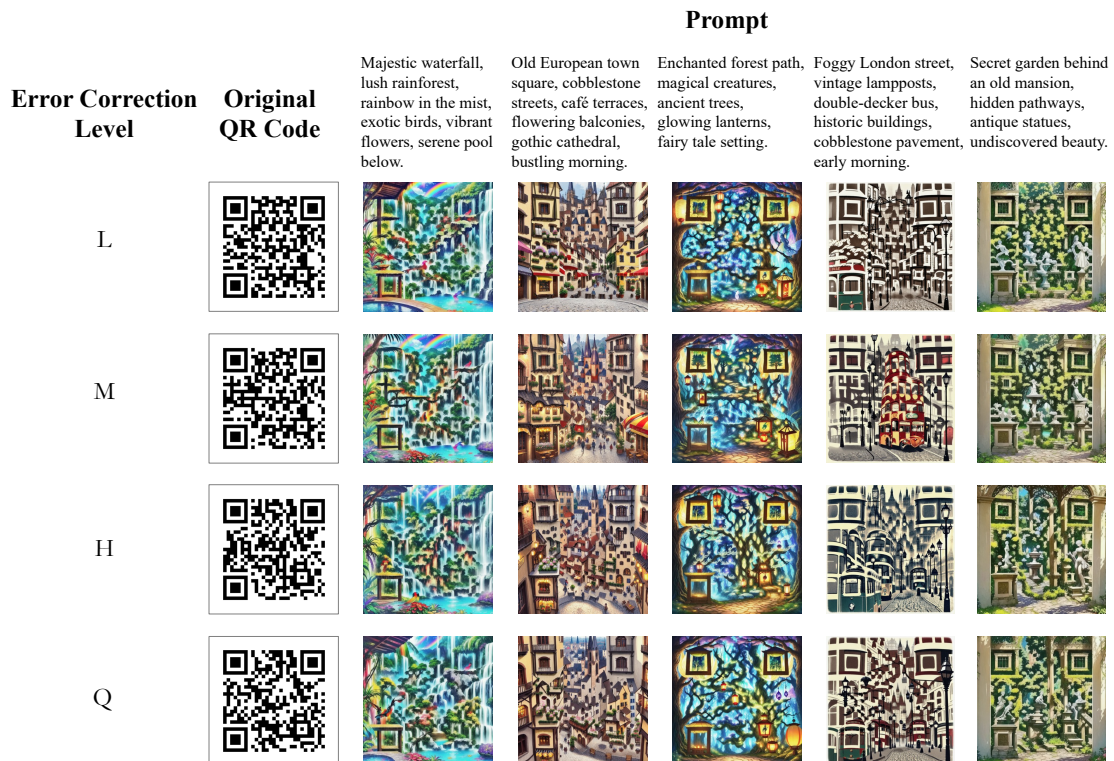 Prompt
Error Correction
Level
Original
QR Code
Majestic waterfall,
lush rainforest,
rainbow in the mist,
exotic birds, vibrant
flowers, serene pool
below.
Old European town
square, cobblestone
streets, café terraces,
flowering balconies,
gothic cathedral,
bustling morning.
Enchanted forest path,
magical creatures,
ancient trees,
glowing lanterns,
fairy tale setting.
Foggy London street,
vintage lampposts,
double-decker bus,
historic buildings,
cobblestone pavement,
early morning.
Secret garden behind
an old mansion,
hidden pathways,
antique statues,
undiscovered beauty.
L
M
H
Q